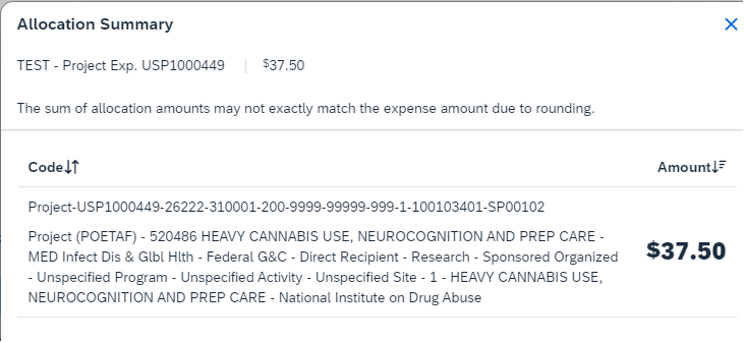 Allocation Summary
TEST - Project Exp. USP1000449 | $37.50
The sum of allocation amounts may not exactly match the expense amount due to rounding.
Code Amount
Project-USP1000449-26222-310001-200-9999-99999-999-1-100103401-SP00102
Project (POETAF) - 520486 HEAVY CANNABIS USE, NEUROCOGNITION AND PREP CARE -
MED Infect Dis & Glbl Hlth - Federal G&C - Direct Recipient - Research - Sponsored Organized
- Unspecified Program - Unspecified Activity - Unspecified Site - 1 - HEAVY CANNABIS USE,
NEUROCOGNITION AND PREP CARE - National Institute on Drug Abuse
$37.50